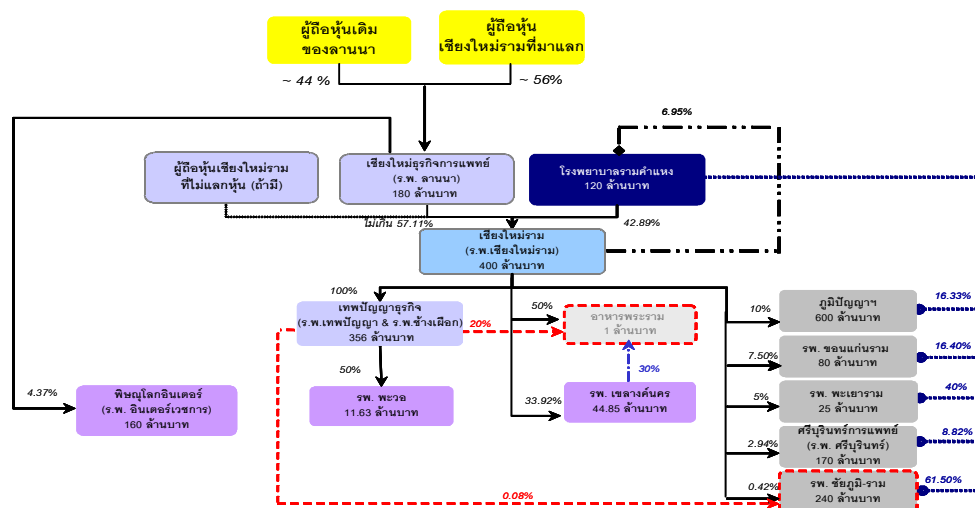 ผู้ถือหุ้นเดิม
ของลานนา
ผู้ถือหุ้น
เชียงใหม่รามที่มาแลก
~ 44 %
~ 56%
6.95%
ผู้ถือหุ้นเชียงใหม่ราม
ที่ไม่แลกหุ้น (ถ้ามี)
เชียงใหม่ธุรกิจการแพทย์
(ร.พ. ลานนา)
180 ล้านบาท
โรงพยาบาลรามคำแหง
120 ล้านบาท
ไม่เกิน 57.11%
42.89%
เชียงใหม่ราม
(ร.พ.เชียงใหม่ราม)
400 ล้านบาท
100%
เทพปัญญาธุรกิจ
(ร.พ.เทพปัญญา & ร.พ.ช้างเผือก)
356 ล้านบาท
20%
50%
อาหารพระราม
1 ล้านบาท
10%
ภูมิปัญญาฯ
600 ล้านบาท
16.33%
7.50%
รพ. ขอนแก่นราม
80 ล้านบาท
16.40%
4.37%
พิษณุโลกอินเตอร์
(ร.พ. อินเตอร์เวชการ)
160 ล้านบาท
50%
รพ. พะวอ
11.63 ล้านบาท
33.92%
30%
รพ. เขลางค์นคร
44.85 ล้านบาท
5%
รพ. พะเยาราม
25 ล้านบาท
40%
2.94%
ศรีบุรินทร์การแพทย์
(ร.พ. ศรีบุรินทร์)
170 ล้านบาท
8.82%
0.08%
0.42%
รพ. ชัยภูมิ-ราม
240 ล้านบาท
61.50%